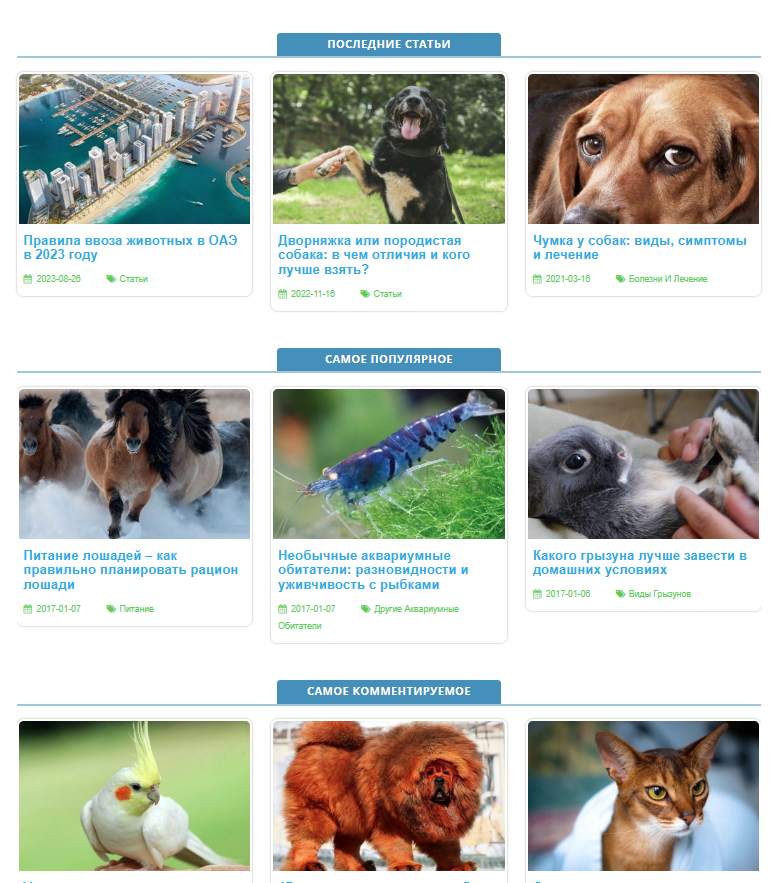 ПОСЛЕДНИЕ СТАТЬИ
Правила ввоза животных в ОАЭ
в 2023 году
2023-08-26 Статьи
Дворняжка или породистая
собака: в чем отличия и кого
лучше взять?
2022-11-16 Статьи
Чумка у собак: виды, симптомы
и лечение
2021-03-16 Болезни И Лечение
САМОЕ ПОПУЛЯРНОЕ
Питание лошадей – как
правильно планировать рацион
лошади
2017-01-07 Питание
Необычные аквариумные
обитатели: разновидности и
уживчивость с рыбками
2017-01-07 Другие Аквариумные
Обитатели
Какого грызуна лучше завести в
домашних условиях
2017-01-06 Виды Грызунов
САМОЕ КОММЕНТИРУЕМОЕ